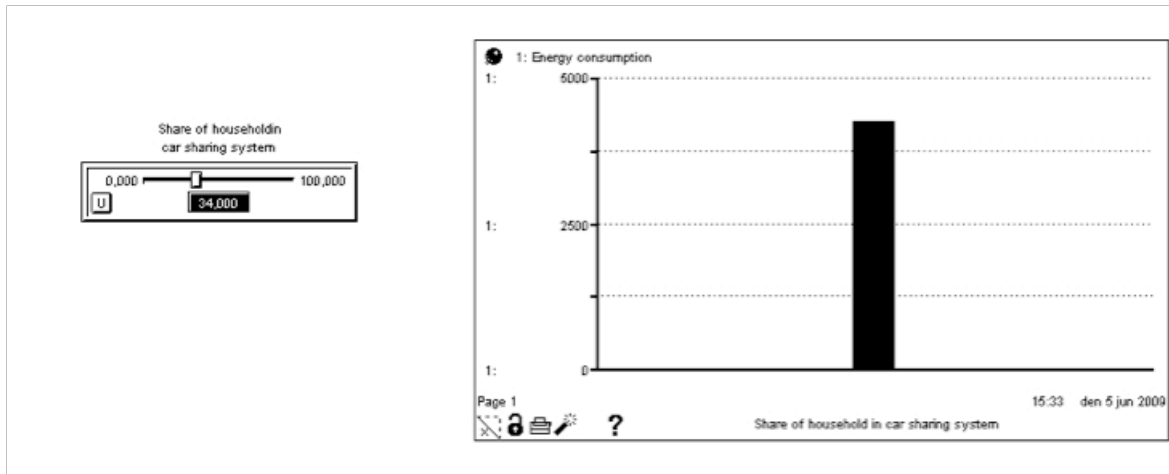 Share of householdin
car sharing system
0,000 100,000
U
34,000
1: Energy consumption
1: 5000
1: 2500
1: 0
Page 1
15:33 den 5 jun 2009
?
Share of household in car sharing system